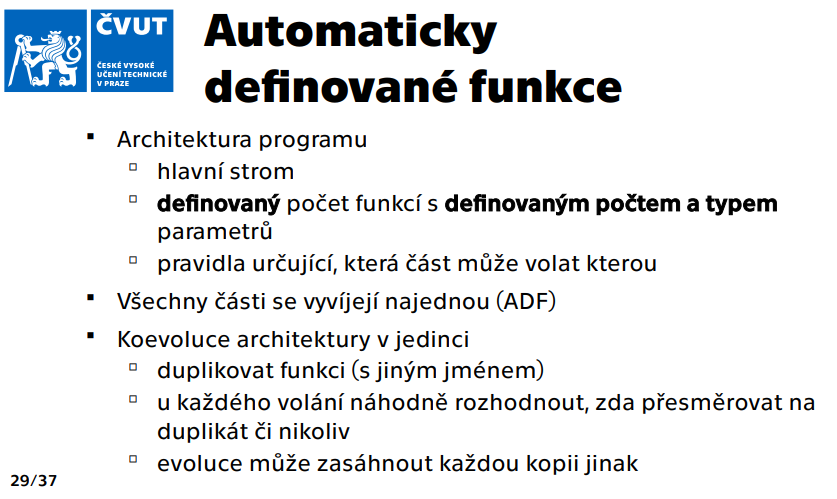 ČVUT
ČESKÉ VYSOKÉ
UČENÍ TECHNICKÉ
V PRAZE
Automaticky
definované funkce
Architektura programu
hlavní strom
definovaný počet funkcí s definovaným počtem a typem
parametrů
pravidla určující, která část může volat kterou
Všechny části se vyvíjejí najednou (ADF)
Koevoluce architektury v jedinci
duplikovat funkci (s jiným jménem)
u každého volání náhodně rozhodnout, zda přesměrovat na
duplikát či nikoliv
evoluce může zasáhnout každou kopii jinak
29/37